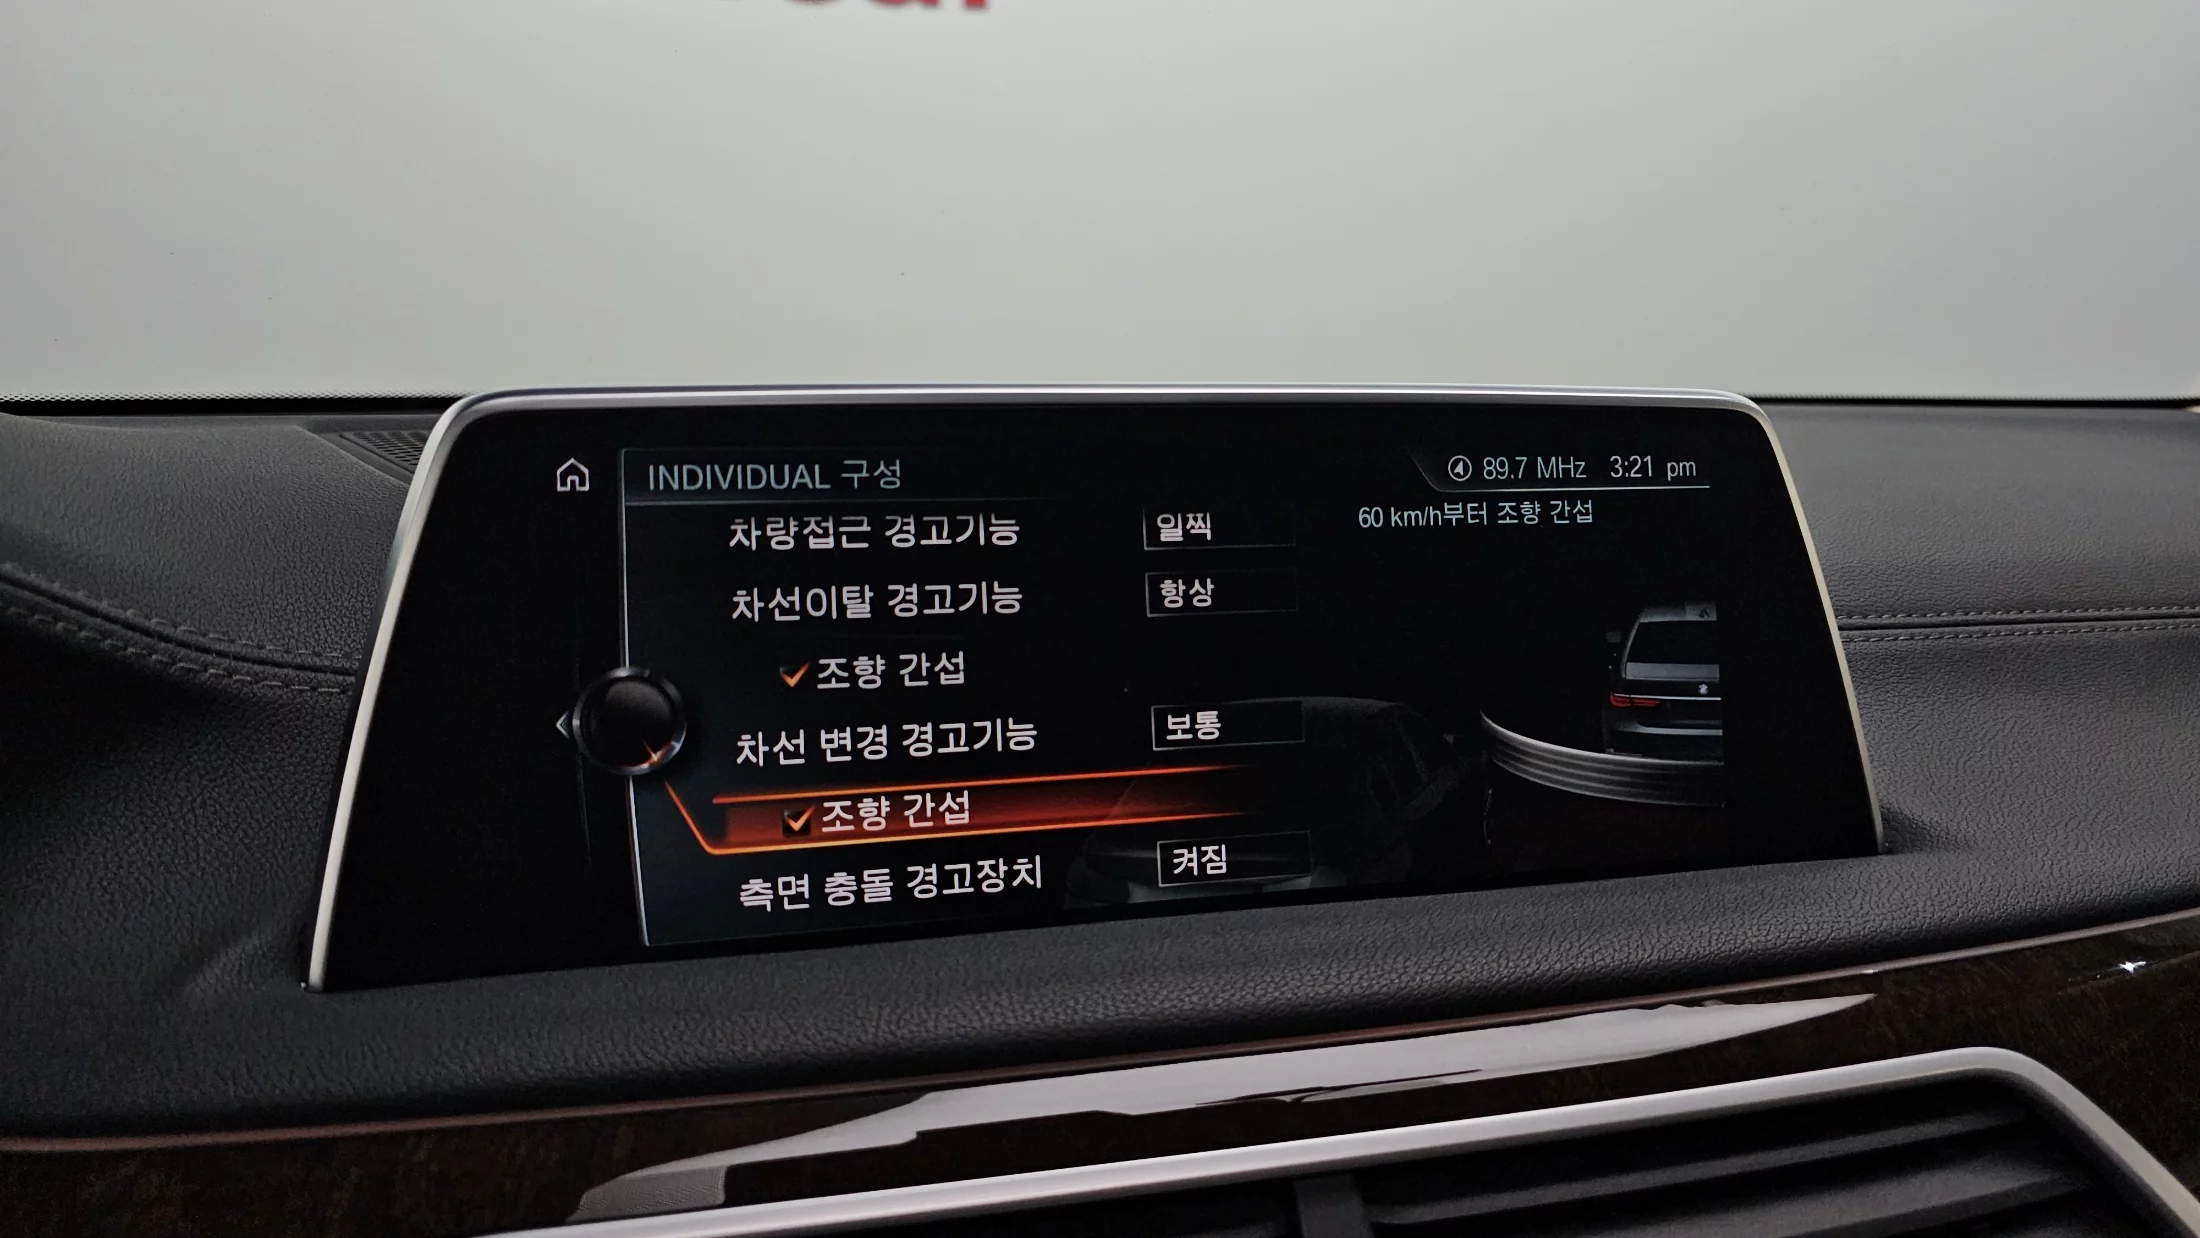 INDIVIDUAL 구성
89.7 MHz 3:21 pm
60 km/h부터 조향 간섭
차량접근 경고기능 일찍
차선이탈 경고기능 항상
조향 간섭
차선 변경 경고기능 보통
조향 간섭
측면 충돌 경고장치 켜짐